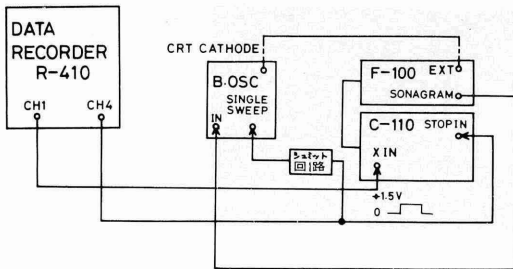 DATA
RECORDER
R-410
CH1
CH4
CRT CATHODE
B.OSC
SINGLE
SWEEP
IN
シュミット
回路
F-100
EXT
SONAGRAM
C-110
STOP IN
X IN
+1.5V
0